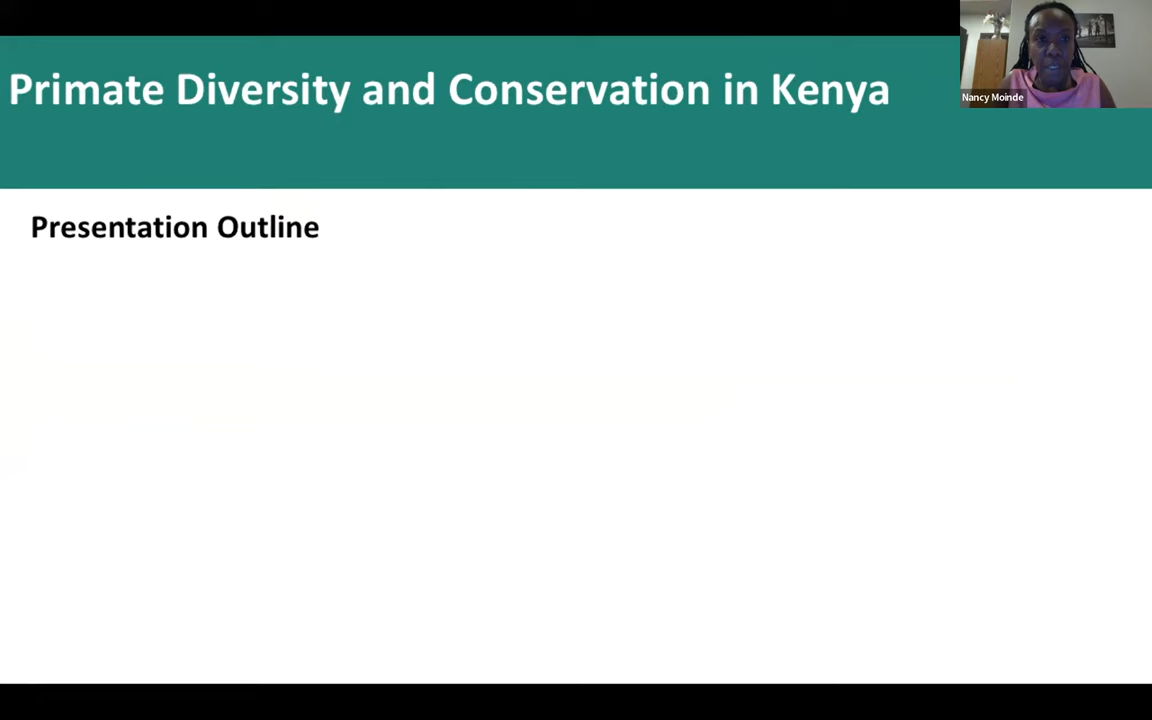 Primate Diversity and Conservation in Kenya
Nancy Moinde
Presentation Outline